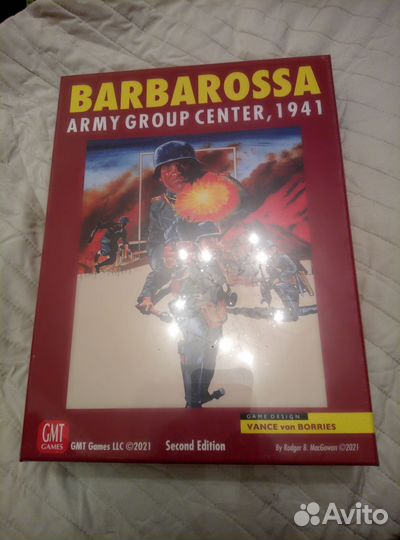 BARBAROSSA
ARMY GROUP CENTER, 1941
GAME DESIGN
VANCE von BORRIES
GMT
GAMES
GMT Games LLC ©2021
Second Edition
By Rodger B. MacGowan ©2021
Avito